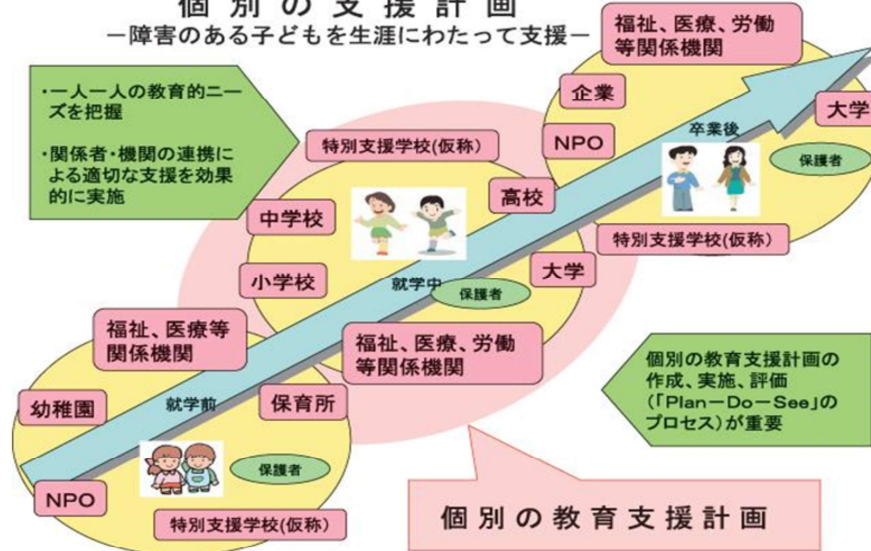 個別の支援計画
－障害のある子どもを生涯にわたって支援－
・一人一人の教育的ニー
ズを把握
・関係者・機関の連携に
よる適切な支援を効果
的に実施
福祉、医療、労働
等関係機関
企業
NPO
大学
卒業後
保護者
特別支援学校(仮称)
特別支援学校(仮称)
中学校
高校
小学校
就学中
保護者
大学
福祉、医療、労働
等関係機関
福祉、医療等
関係機関
幼稚園
就学前
保育所
保護者
NPO
特別支援学校(仮称)
個別の教育支援計画の
作成、実施、評価
(「Plan－Do－See」の
プロセス)が重要
個別の教育支援計画